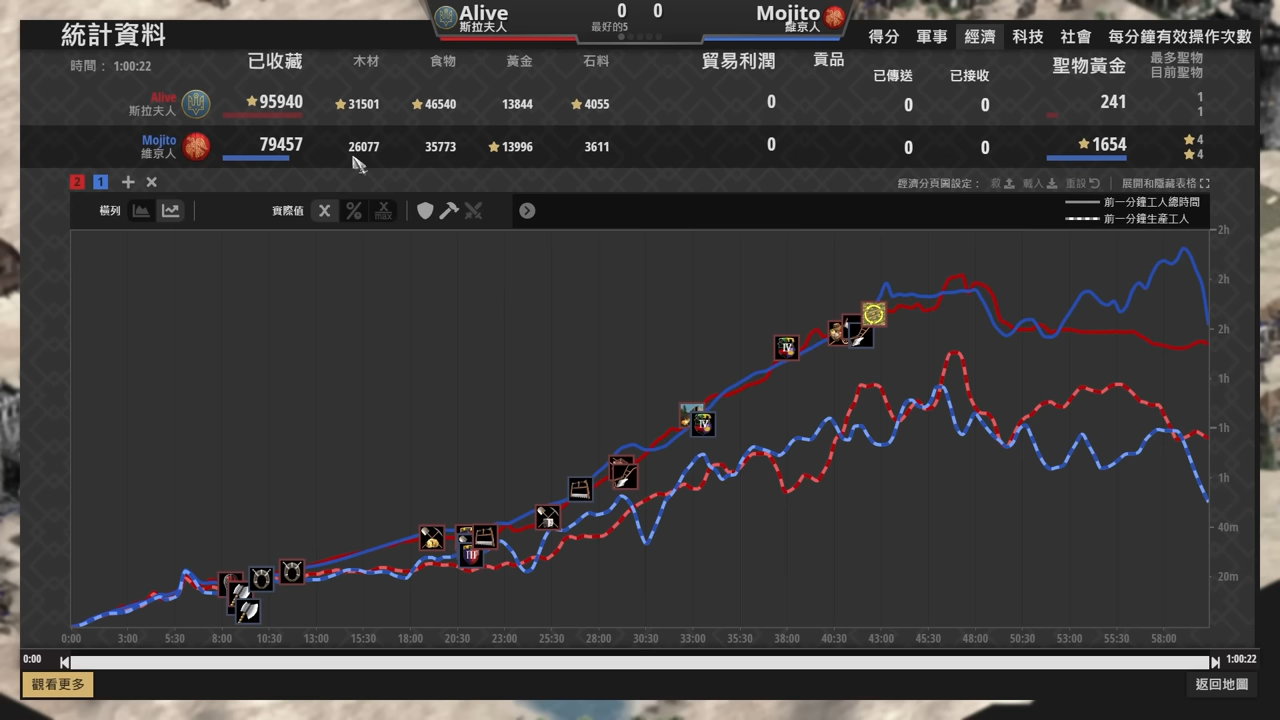 Alive
斯拉夫人
0 0
最好的5
Mojito
維京人
統計資料
得分 軍事 經濟 科技 社會 每分鐘有效操作次數
時間： 1:00:22
已收藏 木材 食物 黃金 石料 貿易利潤 貢品 已傳送 已接收 聖物黃金 最多聖物
目前聖物
Alive
斯拉夫人
95940 31501 46540 13844 4055 0 0 0 241 1
1
Mojito
維京人
79457 26077 35773 13996 3611 0 0 0 1654 4
4
2 1
經濟分頁圖設定： 載入 重設 展開和隱藏表格
橫列 實際值 X % X max
前一分鐘工人總時間
前一分鐘生產工人
2h
2h
2h
1h
1h
1h
40m
20m
IV
IV
III
0:00 3:00 5:30 8:00 10:30 13:00 15:30 18:00 20:30 23:00 25:30 28:00 30:30 33:00 35:30 38:00 40:30 43:00 45:30 48:00 50:30 53:00 55:30 58:00
0:00 1:00:22
觀看更多 返回地圖